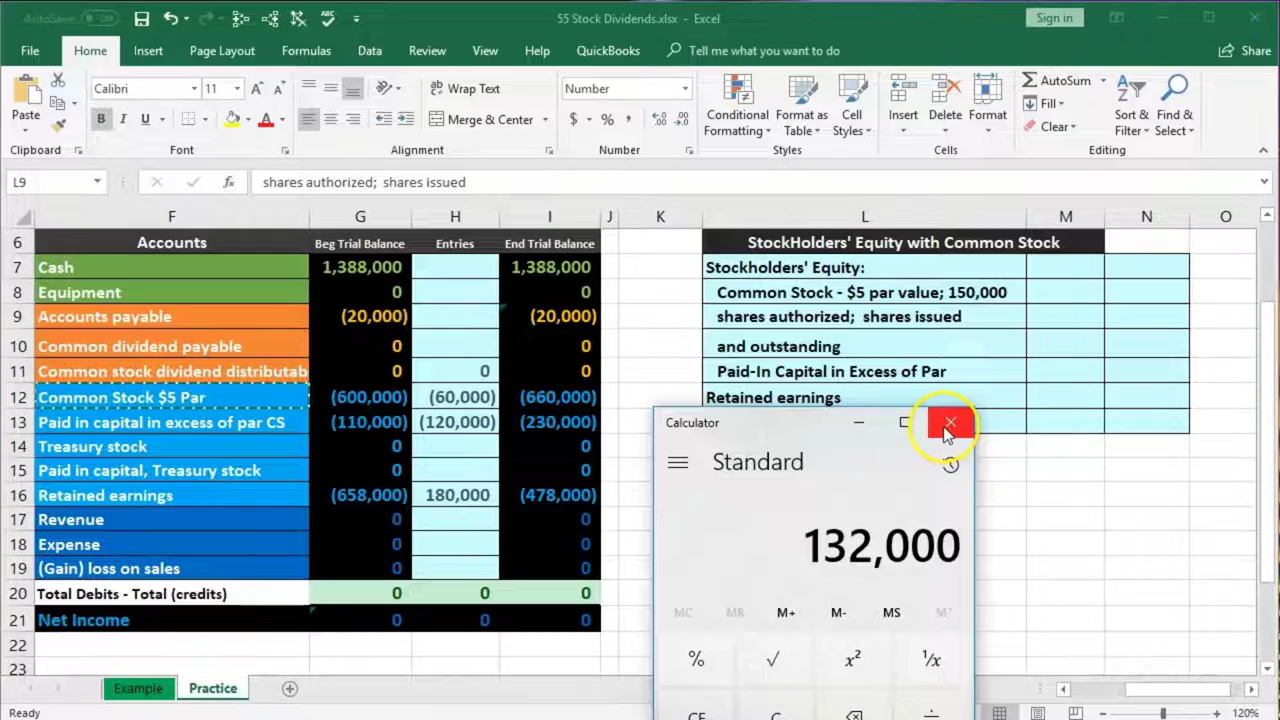 AutoSave Off 55 Stock Dividends.xlsx - Excel Sign in
File Home Insert Page Layout Formulas Data Review View Help QuickBooks Tell me what you want to do Share
Paste Calibri 11 Wrap Text Number Conditional Formatting Format as Table Cell Styles Insert Delete Format AutoSum Sort & Filter Find & Select
B I U Merge & Center $ % Fill
Clear
Clipboard Font Alignment Number Styles Cells Editing
L9 fx shares authorized; shares issued
F G H I J K L M N O
6 Accounts Beg Trial Balance Entries End Trial Balance StockHolders' Equity with Common Stock
7 Cash 1,388,000 1,388,000 Stockholders' Equity:
8 Equipment 0 0 Common Stock - $5 par value; 150,000
9 Accounts payable (20,000) (20,000) shares authorized; shares issued
10 Common dividend payable 0 0 and outstanding
11 Common stock dividend distributab 0 0 0 Paid-In Capital in Excess of Par
12 Common Stock $5 Par (600,000) (60,000) (660,000) Retained earnings
13 Paid in capital in excess of par CS (110,000) (120,000) (230,000)
14 Treasury stock 0 0
15 Paid in capital, Treasury stock 0 0
16 Retained earnings (658,000) 180,000 (478,000)
17 Revenue 0 0
18 Expense 0 0
19 (Gain) loss on sales 0 0
20 Total Debits - Total (credits) 0 0 0
21 Net Income 0 0 0
22
23
Calculator
Standard
132,000
MC MR M+ M- MS
% √ x² ¹/x
CE C ÷
Example Practice
Ready 120%